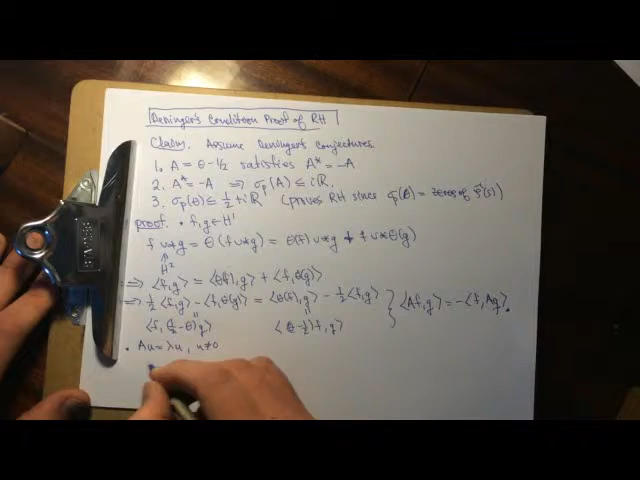 Deninger's Condition Proof of RH
Claim. Assume Deninger's conjectures.
1. A = θ - 1/2 satisfies A* = -A
2. A* = -A ⇒ σp(A) ⊆ iℝ.
3. σp(θ) ⊆ 1/2 + iℝ (proves RH since σp(θ) = zeros of ζ(s))
proof. • f, g ∈ H¹
f ∪ *g = θ(f ∪ *g) = θ(f) ∪ *g + f ∪ *θ(g)
↑
H²
⇒ ⟨f,g⟩ = ⟨θ(f),g⟩ + ⟨f,θ(g)⟩
⇒ 1/2 ⟨f,g⟩ - ⟨f,θ(g)⟩ = ⟨θ(f),g⟩ - 1/2 ⟨f,g⟩ } ⟨Af,g⟩ = -⟨f,Ag⟩.
⟨f,(1/2 - θ)g⟩ ⟨(θ - 1/2)f,g⟩
• Au = λu, u ≠ 0
STAPLES